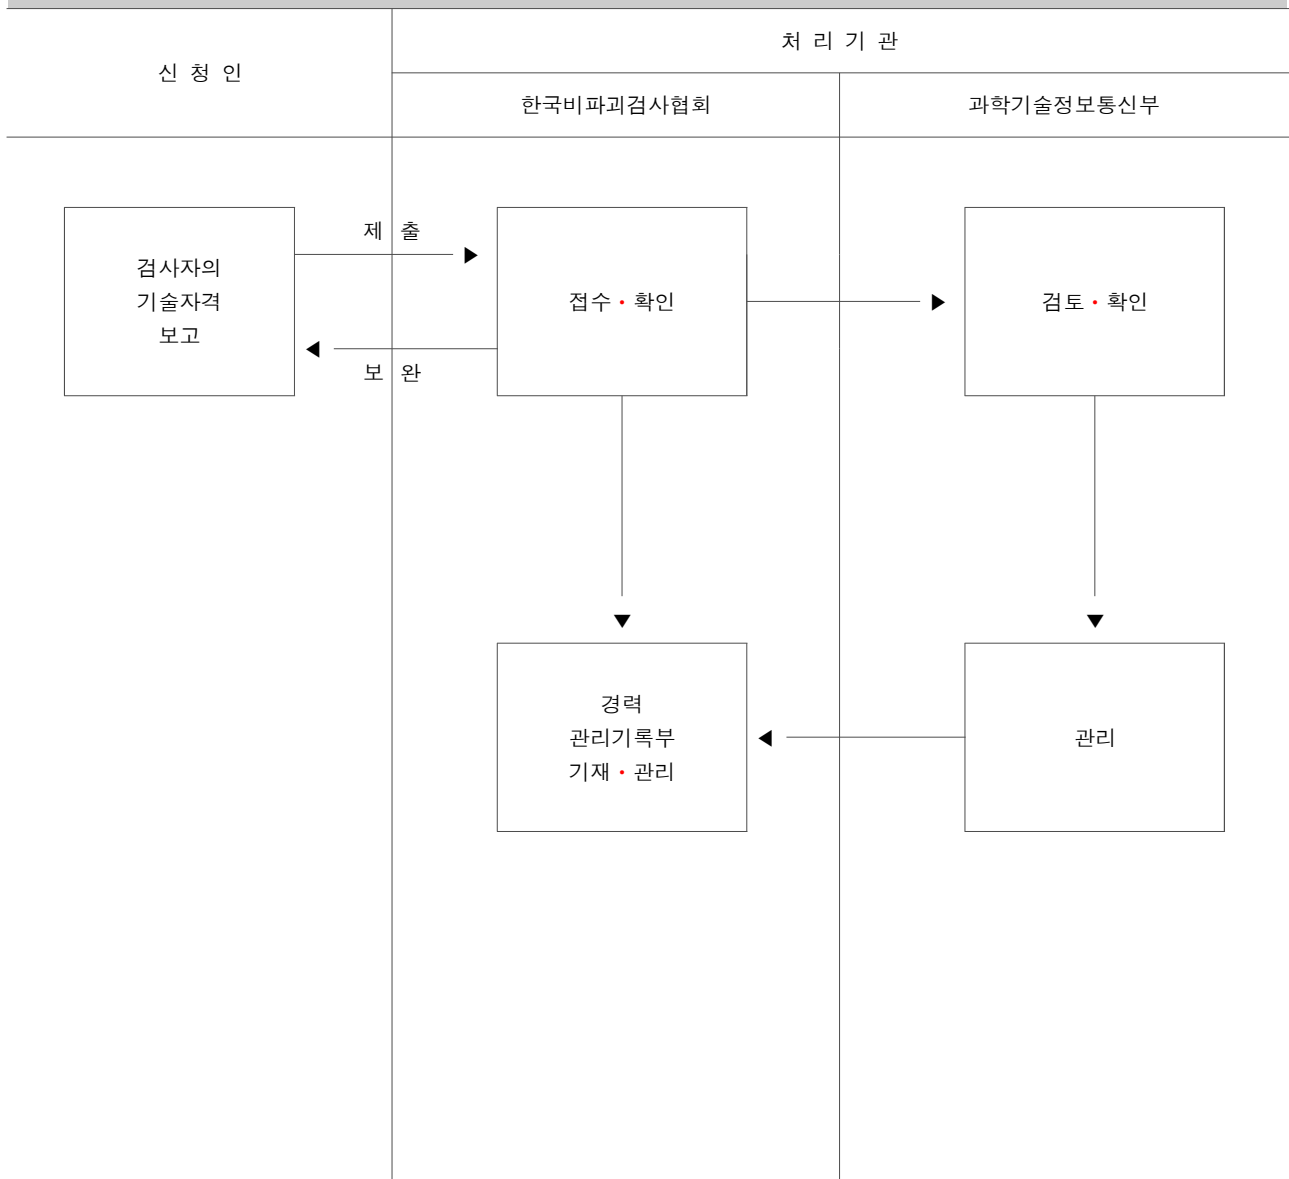 신 청 인
처 리 기 관
한국비파괴검사협회
과학기술정보통신부
제 출
검사자의
기술자격
보고
접수・확인
검토・확인
보 완
경력
관리기록부
기재・관리
관리